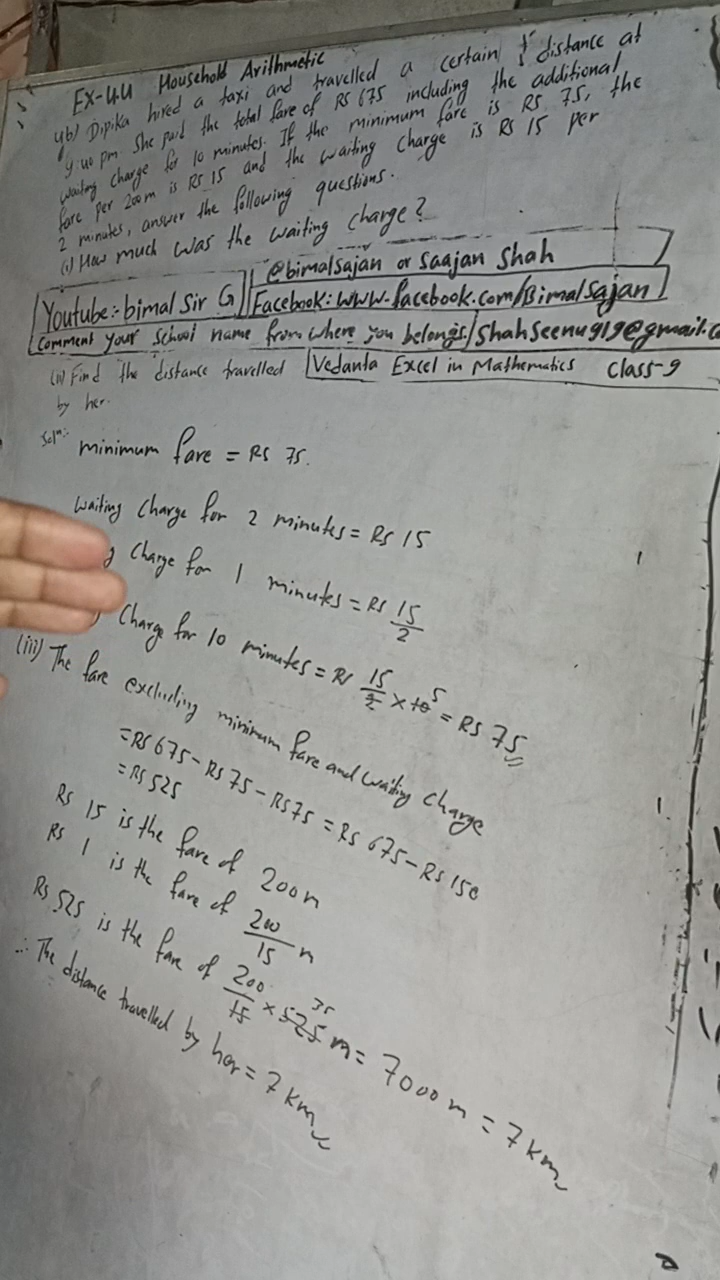 Ex-4.4 Household Arithmetic
4b) Dipika hired a taxi and travelled a certain distance at
9:40 pm. She paid the total fare of RS 675 including the additional
waiting charge for 10 minutes. If the minimum fare is RS 75, the
fare per 200m is RS 15 and the waiting charge is RS 15 per
2 minutes, answer the following questions.
(i) How much was the waiting charge?
@bimalsajan or Saajan Shah
Youtube:- bimal Sir G Facebook: www.facebook.com/Bimalsajan
Comment your School name from where you belongs. Shahseenu919@gmail.c
(ii) Find the distance travelled Vedanta Excel in Mathematics Class-9
by her.
Solⁿ:- minimum fare = RS 75.
Waiting Charge for 2 minutes = RS 15
Charge for 1 minutes = RS 15/2
Charge for 10 minutes = RS 15/2 × 10 5 = RS 75
(iii) The fare excluding minimum fare and waiting charge
= RS 675 - RS 75 - RS 75 = RS 675 - RS 150
= RS 525
RS 15 is the fare of 200m
RS 1 is the fare of 200/15 m
RS 525 is the fare of 200/15 × 525 35 m = 7000 m = 7 km
∴ The distance travelled by her = 7 km